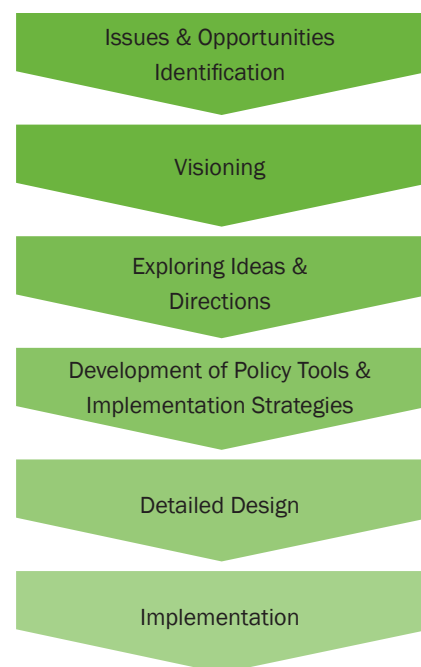 Issues & Opportunities
Identification
Visioning
Exploring Ideas &
Directions
Development of Policy Tools &
Implementation Strategies
Detailed Design
Implementation